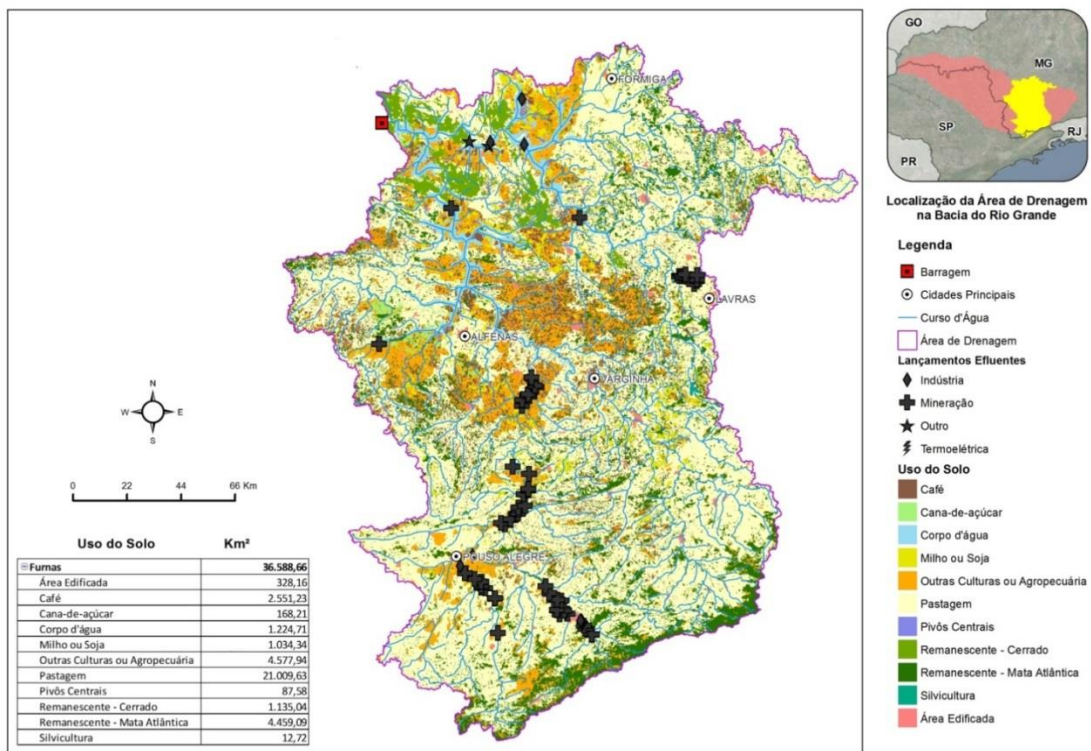 FORMIGA
LAVRAS
ALFENAS
VARGINHA
POUSO ALEGRE
N
W E
S
0 22 44 66 Km
Uso do Solo Km²
Furnas 36.588,66
Área Edificada 328,16
Café 2.551,23
Cana-de-açúcar 168,21
Corpo d'água 1.224,71
Milho ou Soja 1.034,34
Outras Culturas ou Agropecuária 4.577,94
Pastagem 21.009,63
Pivôs Centrais 87,58
Remanescente - Cerrado 1.135,04
Remanescente - Mata Atlântica 4.459,09
Silvicultura 12,72
GO
MG
SP
RJ
PR
Localização da Área de Drenagem
na Bacia do Rio Grande
Legenda
Barragem
Cidades Principais
Curso d'Água
Área de Drenagem
Lançamentos Efluentes
Indústria
Mineração
Outro
Termoelétrica
Uso do Solo
Café
Cana-de-açúcar
Corpo d'água
Milho ou Soja
Outras Culturas ou Agropecuária
Pastagem
Pivôs Centrais
Remanescente - Cerrado
Remanescente - Mata Atlântica
Silvicultura
Área Edificada